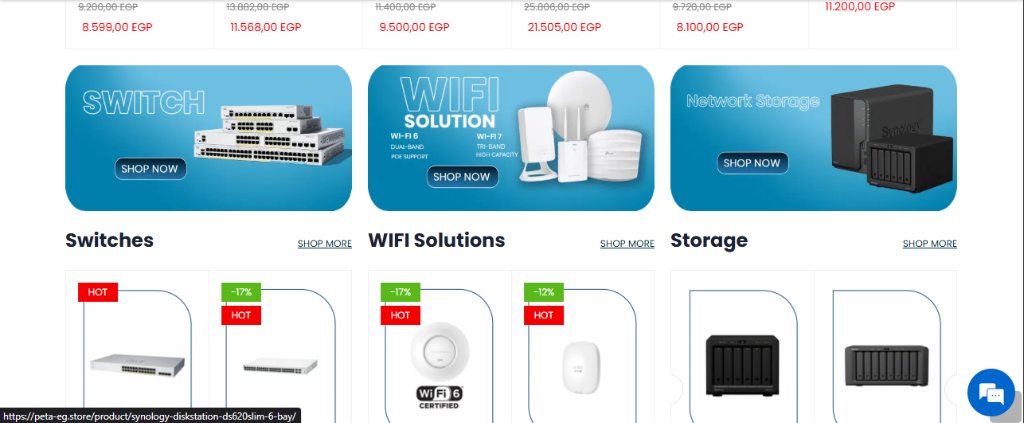 9.200,00 EGP
13.882,00 EGP
11.400,00 EGP
25.806,00 EGP
9.720,00 EGP
11.200,00 EGP
8.599,00 EGP
11.568,00 EGP
9.500,00 EGP
21.505,00 EGP
8.100,00 EGP
SWITCH
SHOP NOW
WIFI
SOLUTION
WI-FI 6
DUAL-BAND
POE SUPPORT
WI-FI 7
TRI-BAND
HIGH CAPACITY
SHOP NOW
Network Storage
Synology
SHOP NOW
Switches
SHOP MORE
WIFI Solutions
SHOP MORE
Storage
SHOP MORE
HOT
-17%
HOT
-17%
HOT
-12%
HOT
Wi Fi 6
CERTIFIED
https://peta-eg.store/product/synology-diskstation-ds620slim-6-bay/